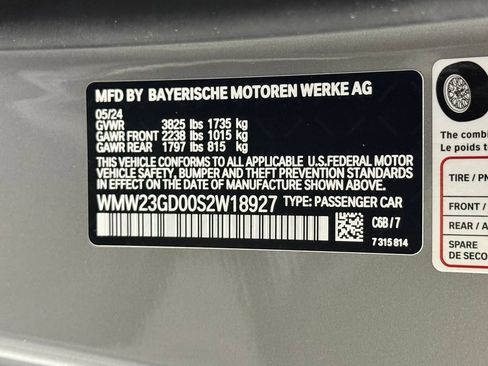 MFD BY BAYERISCHE MOTOREN WERKE AG
05/24
GVWR 3825 lbs 1735 kg
GAWR FRONT 2238 lbs 1015 kg
GAWR REAR 1797 lbs 815 kg
THIS VEHICLE CONFORMS TO ALL APPLICABLE U.S.FEDERAL MOTOR
VEHICLE SAFETY, BUMPER AND THEFT PREVENTION STANDARDS IN
EFFECT ON THE DATE OF MANUFACTURE SHOWN ABOVE.
WMW23GD00S2W18927 TYPE: PASSENGER CAR
C6B / 7
7 315 814
The combin
Le poids to
TIRE / PN
FRONT /
REAR / A
SPARE
DE SECO